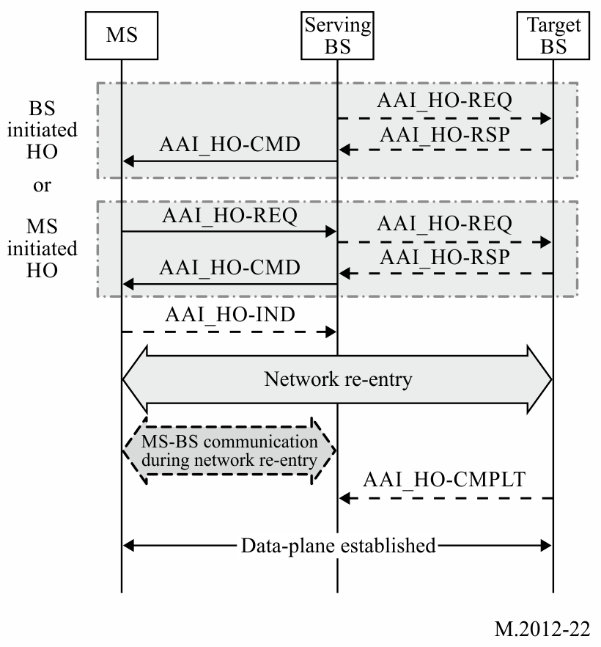 MS
Serving
BS
Target
BS
BS
initiated
HO
AAI_HO-REQ
AAI_HO-RSP
AAI_HO-CMD
or
MS
initiated
HO
AAI_HO-REQ
AAI_HO-REQ
AAI_HO-RSP
AAI_HO-CMD
AAI_HO-IND
Network re-entry
MS-BS communication
during network re-entry
AAI_HO-CMPLT
Data-plane established
M.2012-22